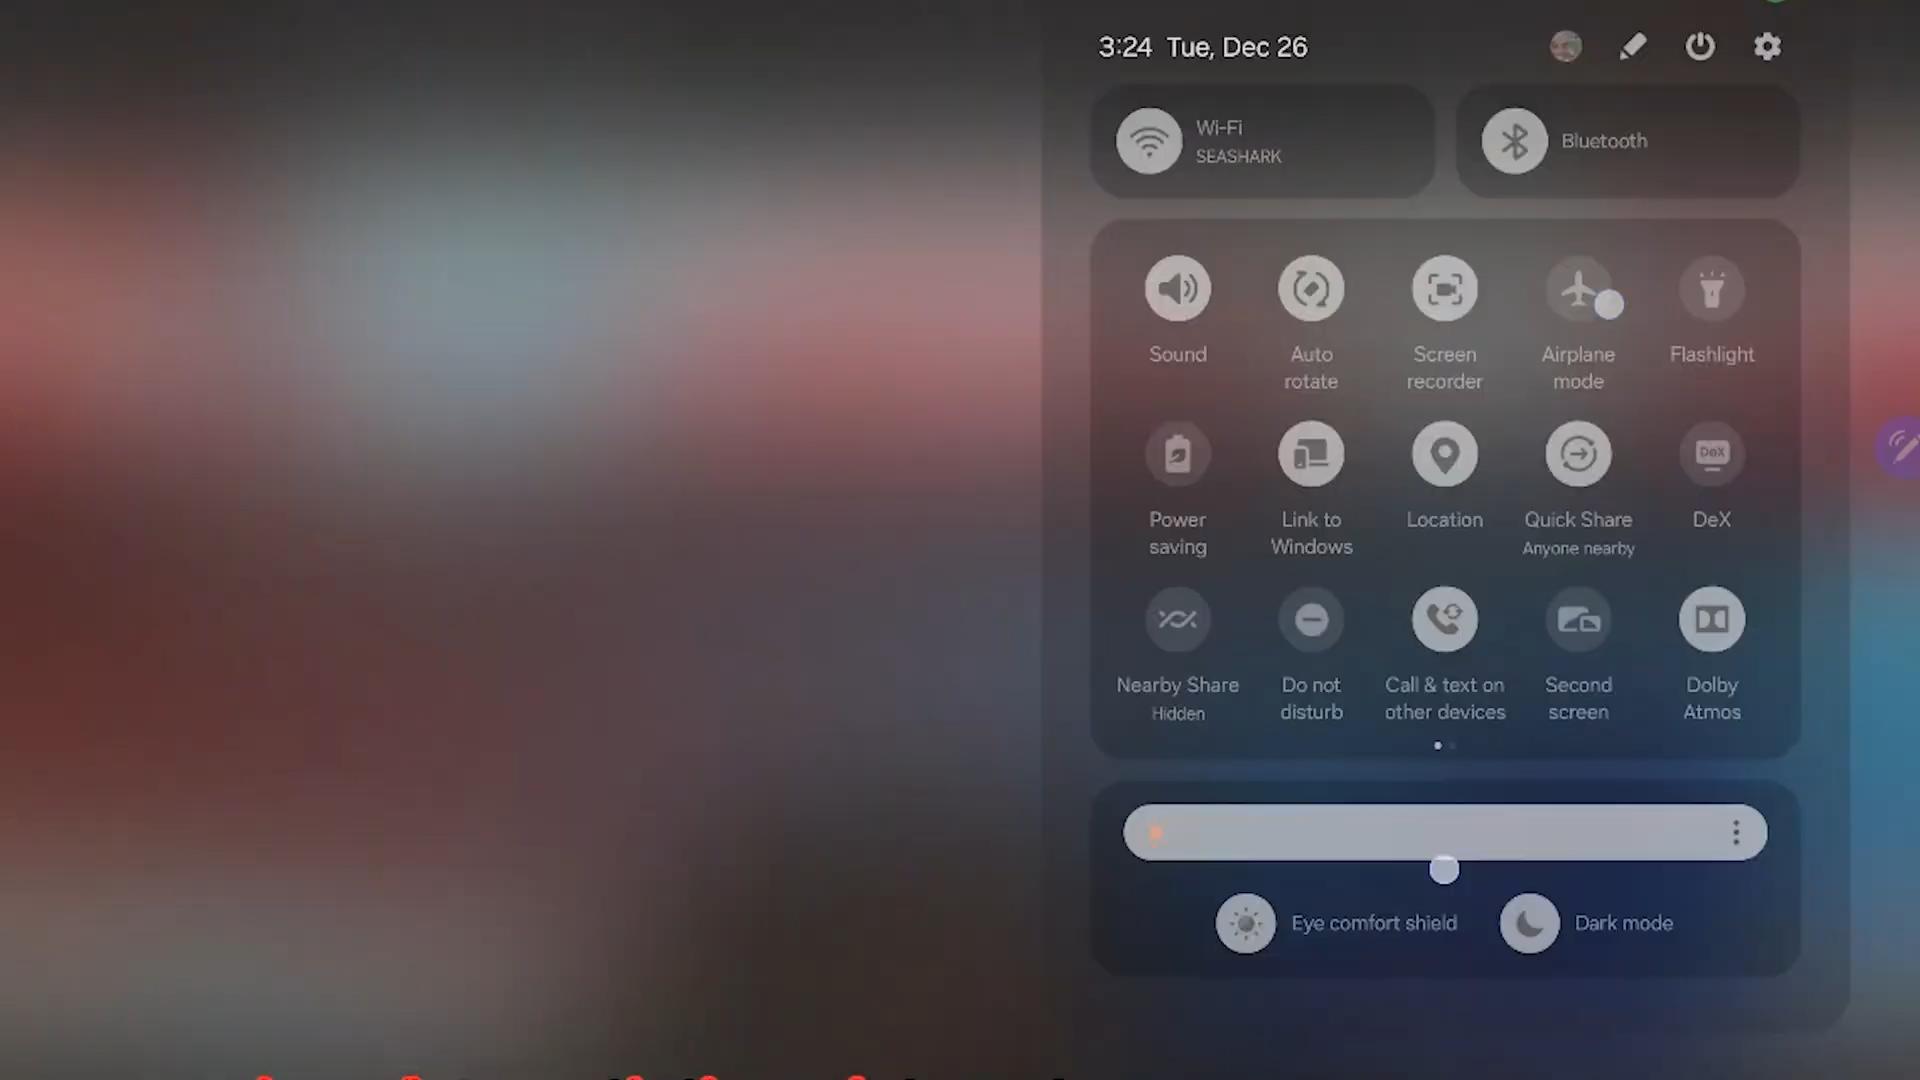 3:24 Tue, Dec 26
Wi-Fi
SEASHARK
Bluetooth
Sound
Auto
rotate
Screen
recorder
Airplane
mode
Flashlight
Power
saving
Link to
Windows
Location
Quick Share
Anyone nearby
DeX
DeX
Nearby Share
Hidden
Do not
disturb
Call & text on
other devices
Second
screen
Dolby
Atmos
Eye comfort shield
Dark mode